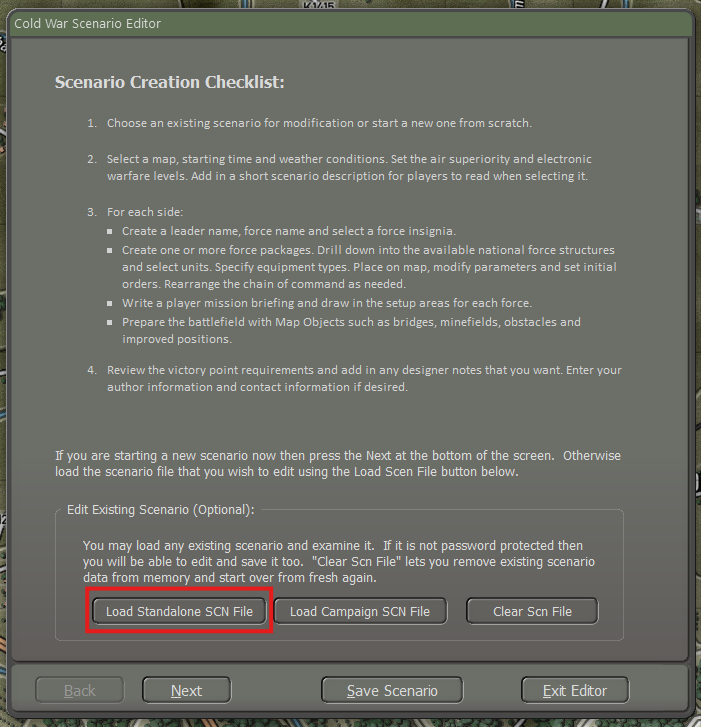 Cold War Scenario Editor
Scenario Creation Checklist:
1. Choose an existing scenario for modification or start a new one from scratch.
2. Select a map, starting time and weather conditions. Set the air superiority and electronic
warfare levels. Add in a short scenario description for players to read when selecting it.
3. For each side:
▪ Create a leader name, force name and select a force insignia.
▪ Create one or more force packages. Drill down into the available national force structures
and select units. Specify equipment types. Place on map, modify parameters and set initial
orders. Rearrange the chain of command as needed.
▪ Write a player mission briefing and draw in the setup areas for each force.
▪ Prepare the battlefield with Map Objects such as bridges, minefields, obstacles and
improved positions.
4. Review the victory point requirements and add in any designer notes that you want. Enter your
author information and contact information if desired.
If you are starting a new scenario now then press the Next at the bottom of the screen. Otherwise
load the scenario file that you wish to edit using the Load Scen File button below.
Edit Existing Scenario (Optional):
You may load any existing scenario and examine it. If it is not password protected then
you will be able to edit and save it too. "Clear Scn File" lets you remove existing scenario
data from memory and start over from fresh again.
Load Standalone SCN File Load Campaign SCN File Clear Scn File
Back Next Save Scenario Exit Editor